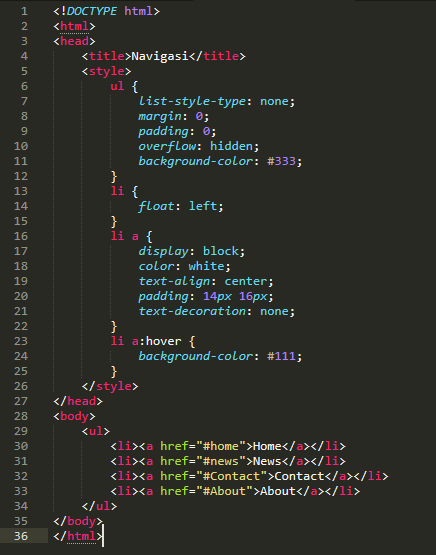 1 <!DOCTYPE html>
2 <html>
3 <head>
4     <title>Navigasi</title>
5     <style>
6         ul {
7             list-style-type: none;
8             margin: 0;
9             padding: 0;
10             overflow: hidden;
11             background-color: #333;
12         }
13         li {
14             float: left;
15         }
16         li a {
17             display: block;
18             color: white;
19             text-align: center;
20             padding: 14px 16px;
21             text-decoration: none;
22         }
23         li a:hover {
24             background-color: #111;
25         }
26     </style>
27 </head>
28 <body>
29     <ul>
30         <li><a href="#home">Home</a></li>
31         <li><a href="#news">News</a></li>
32         <li><a href="#Contact">Contact</a></li>
33         <li><a href="#About">About</a></li>
34     </ul>
35 </body>
36 </html>